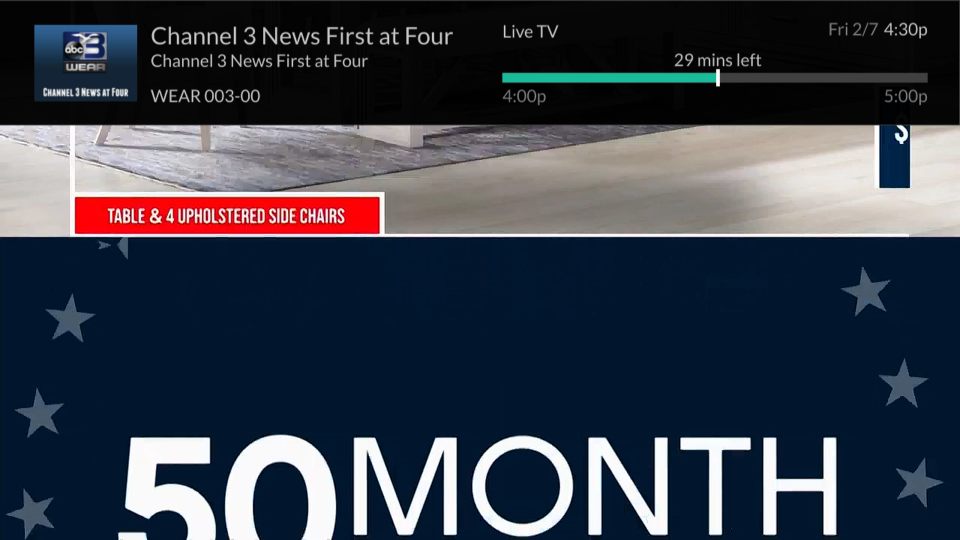 Channel 3 News First at Four
Live TV
Fri 2/7 4:30p
Channel 3 News First at Four
29 mins left
abc 3
WEAR
CHANNEL 3 NEWS AT FOUR
WEAR 003-00
4:00p
5:00p
$
TABLE & 4 UPHOLSTERED SIDE CHAIRS
50 MONTH